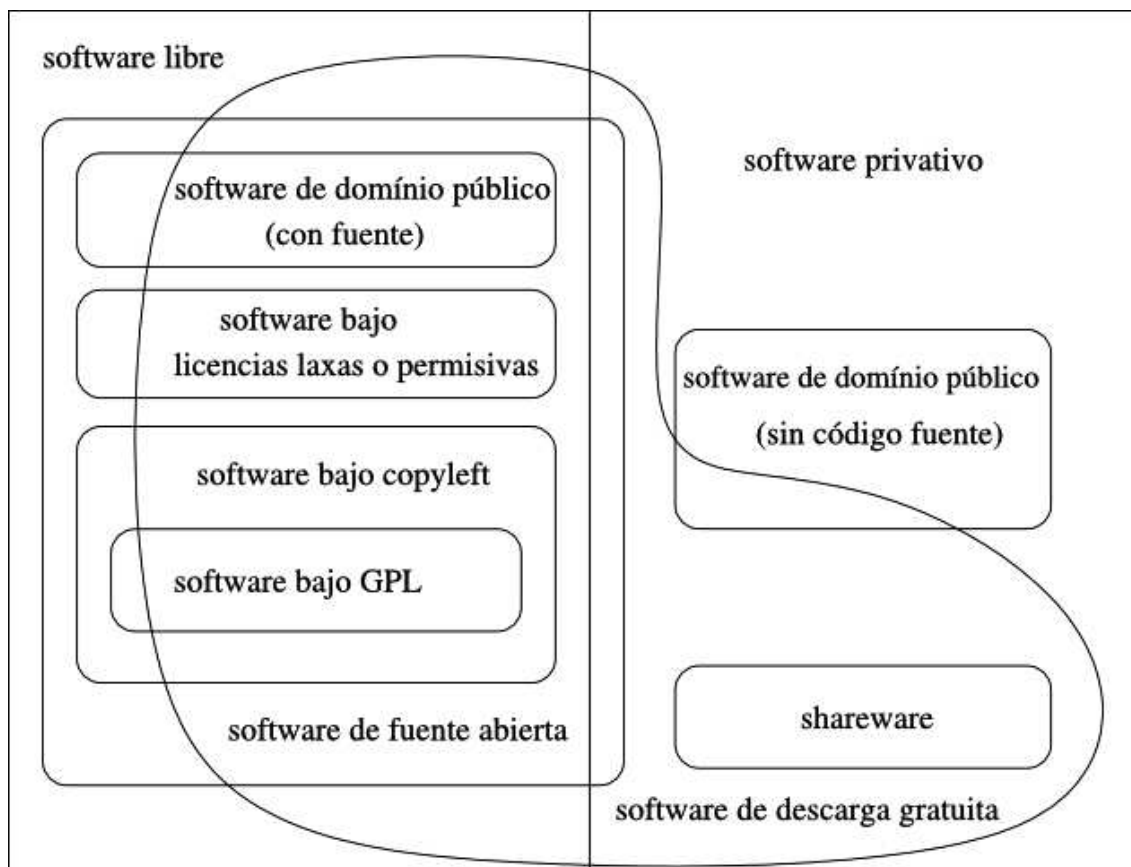 software libre
software privativo
software de domínio público
(con fuente)
software bajo
licencias laxas o permisivas
software de domínio público
(sin código fuente)
software bajo copyleft
software bajo GPL
shareware
software de fuente abierta
software de descarga gratuita